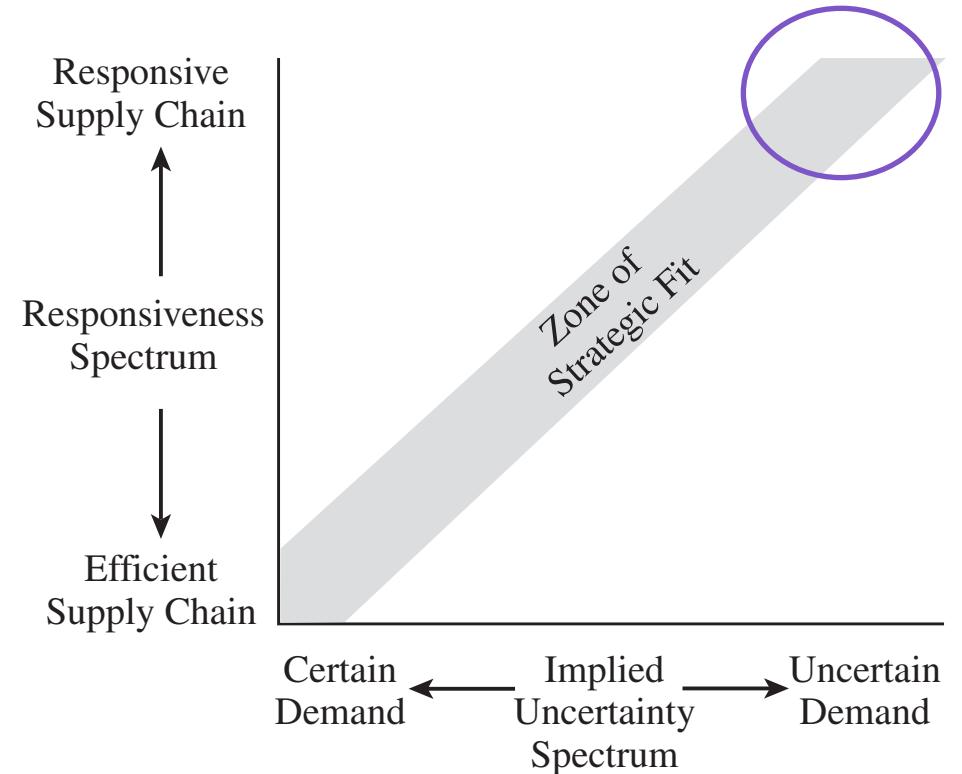 Responsive
Supply Chain
Responsiveness
Spectrum
Efficient
Supply Chain
Zone of
Strategic Fit
Certain
Demand
Implied
Uncertainty
Spectrum
Uncertain
Demand